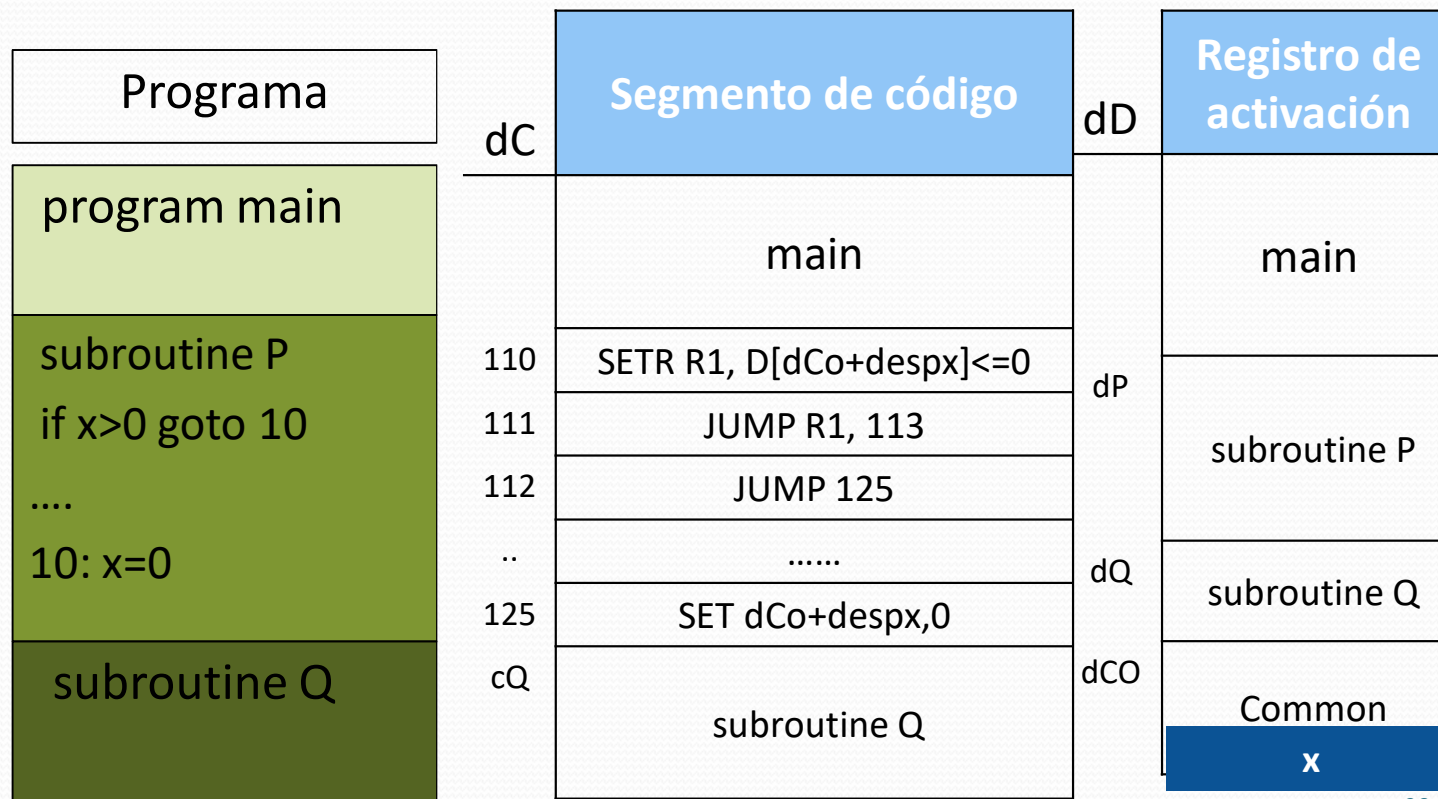 Programa
program main
subroutine P
if x>0 goto 10
....
10: x=0
subroutine Q
dC
Segmento de código
main
110 SETR R1, D[dCo+despx]<=0
111 JUMP R1, 113
112 JUMP 125
.. ......
125 SET dCo+despx,0
cQ
subroutine Q
dD
Registro de
activación
main
dP
subroutine P
dQ
subroutine Q
dCO
Common
x